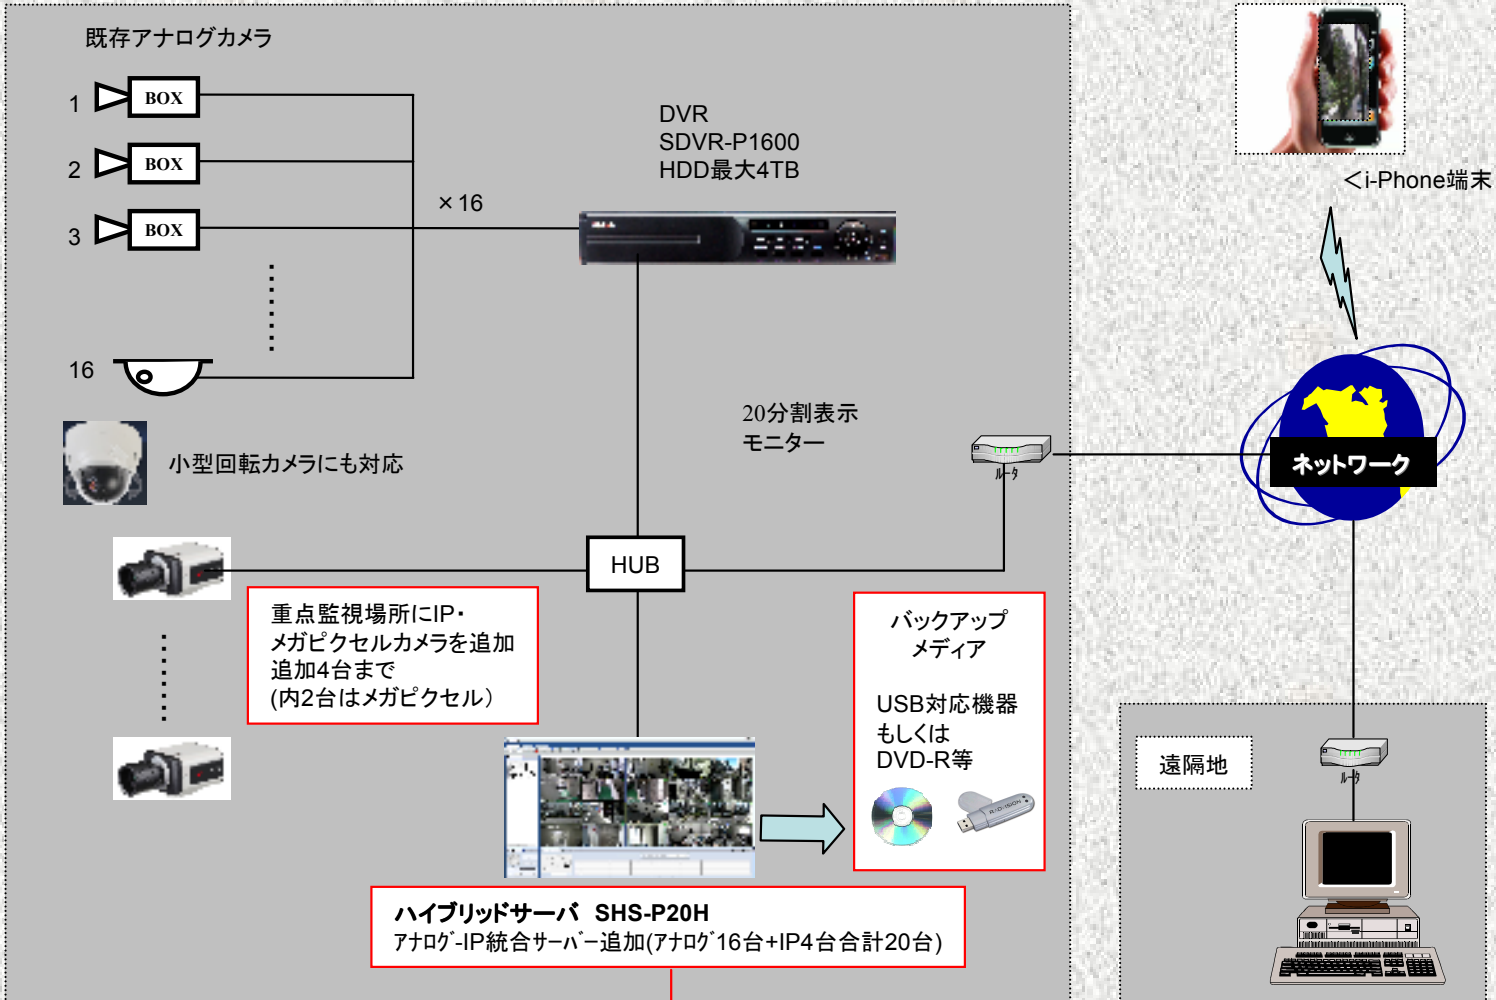 既存アナログカメラ
1
BOX
2
BOX
3
BOX
×16
16
DVR
SDVR-P1600
HDD最大4TB
<i-Phone端末
小型回転カメラにも対応
20分割表示
モニター
ルータ
ネットワーク
HUB
重点監視場所にIP・
メガピクセルカメラを追加
追加4台まで
(内2台はメガピクセル)
バックアップ
メディア
USB対応機器
もしくは
DVD-R等
遠隔地
ルータ
ハイブリッドサーバ SHS-P20H
アナログ-IP統合サーバー追加(アナログ16台+IP4台合計20台)